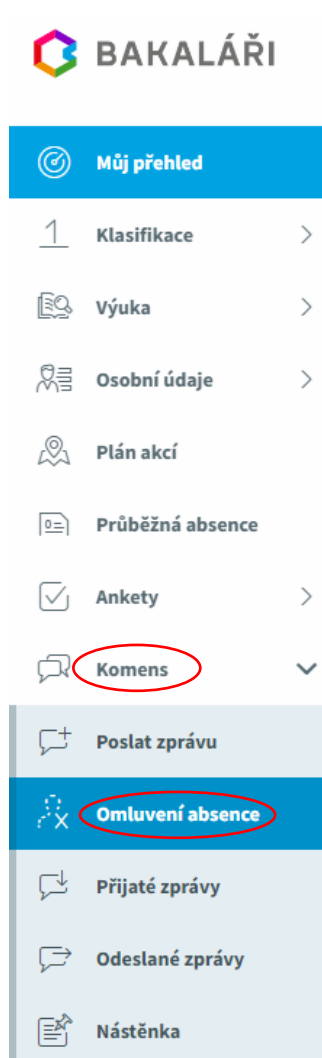 BAKALÁŘI
Můj přehled
1 Klasifikace
Výuka
Osobní údaje
Plán akcí
Průběžná absence
Ankety
Komens
Poslat zprávu
Omluvení absence
Přijaté zprávy
Odeslané zprávy
Nástěnka